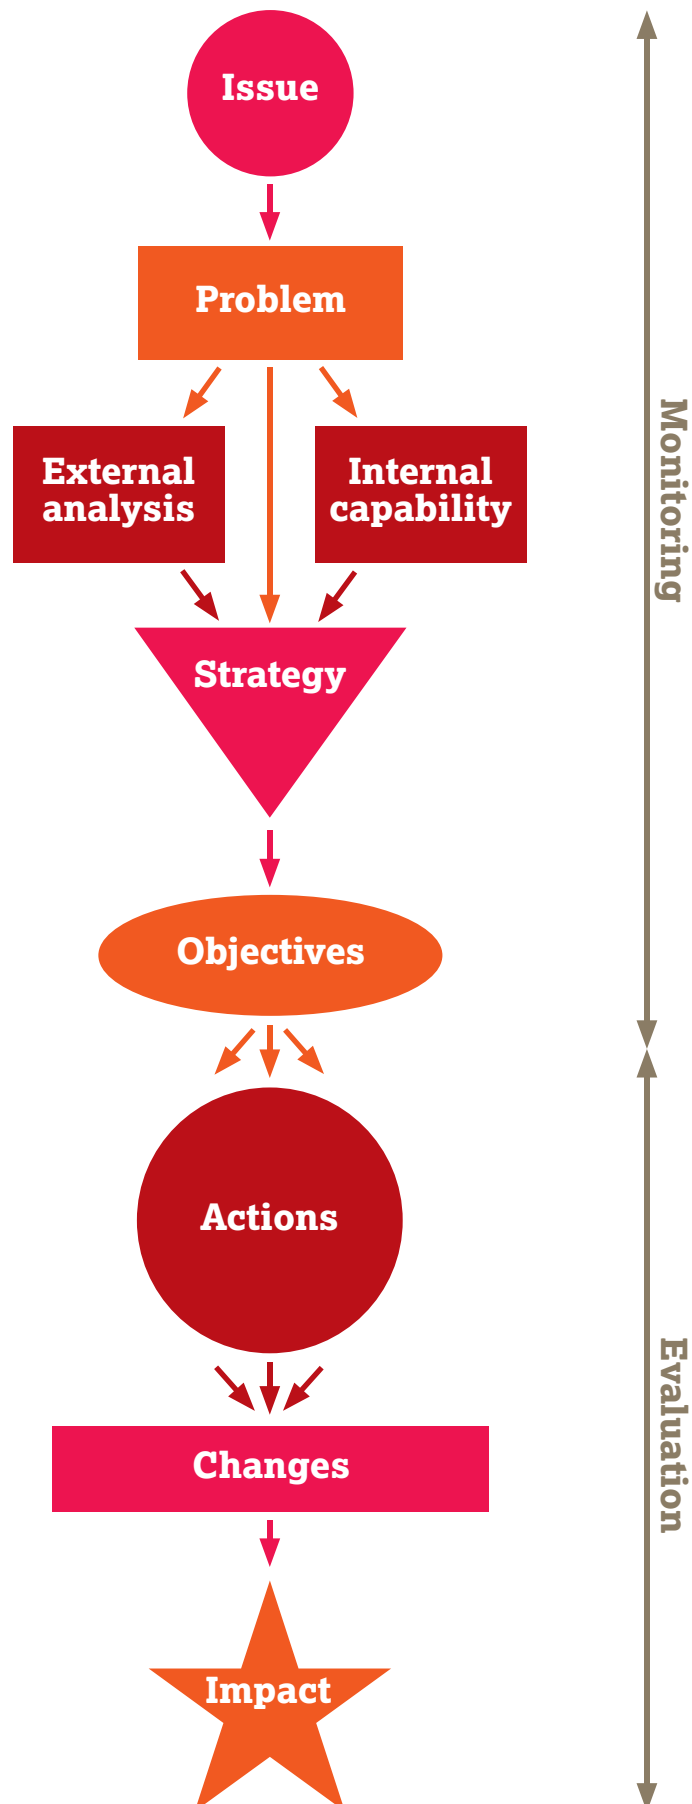 Issue
Problem
External
analysis
Internal
capability
Strategy
Objectives
Actions
Changes
Impact
Monitoring
Evaluation